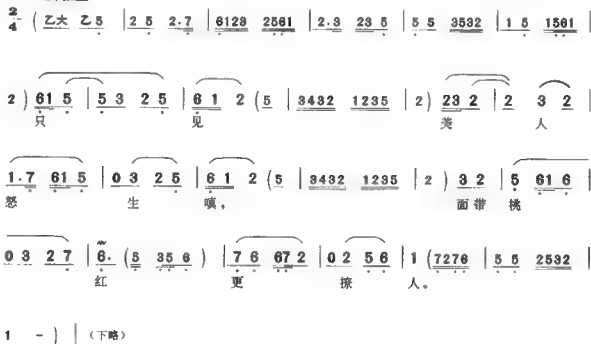 2/4 ( 乙大 乙5 | 2 5 2·7 | 6123 2561 | 2·3 23 5 | 5 5 3532 | 1 5 1561 |
2 ) 61 5 | 5 3 2 5 | 6 1 2 ( 5 | 3432 1235 | 2 ) 23 2 | 2 3 2 |
只 见 美 人
1·7 61 5 | 0 3 2 5 | 6 1 2 ( 5 | 3432 1235 | 2 ) 3 2 | 5 61 6 |
怒 生 嗔, 面 带 桃
0 3 2 7 | 6· ( 5 35 6 ) | 7 6 67 2 | 0 2 5 6 | 1 ( 7276 | 5 5 2532 |
红 更 撩 人。
1 - ) | (下略)